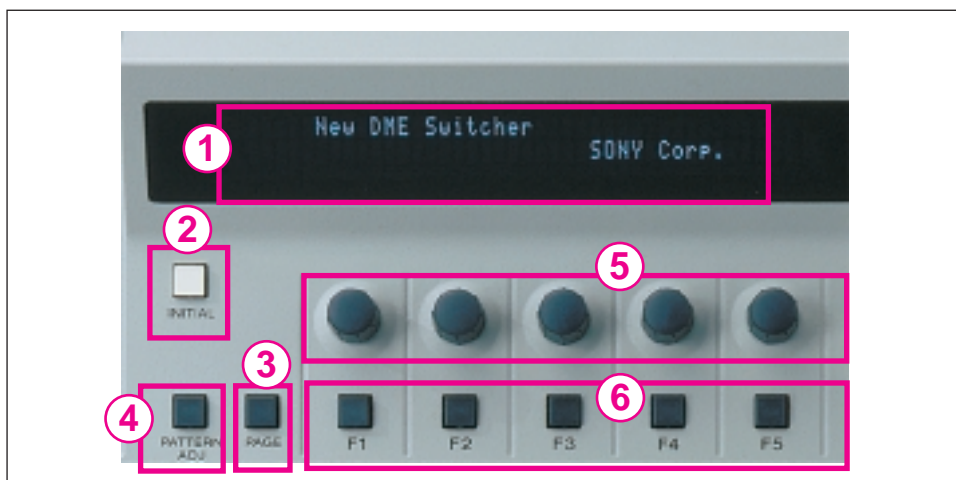 New DME Switcher
SONY Corp.
1
2
INITIAL
5
3
4
6
PATTERN
ADJ
PAGE
F1 F2 F3 F4 F5